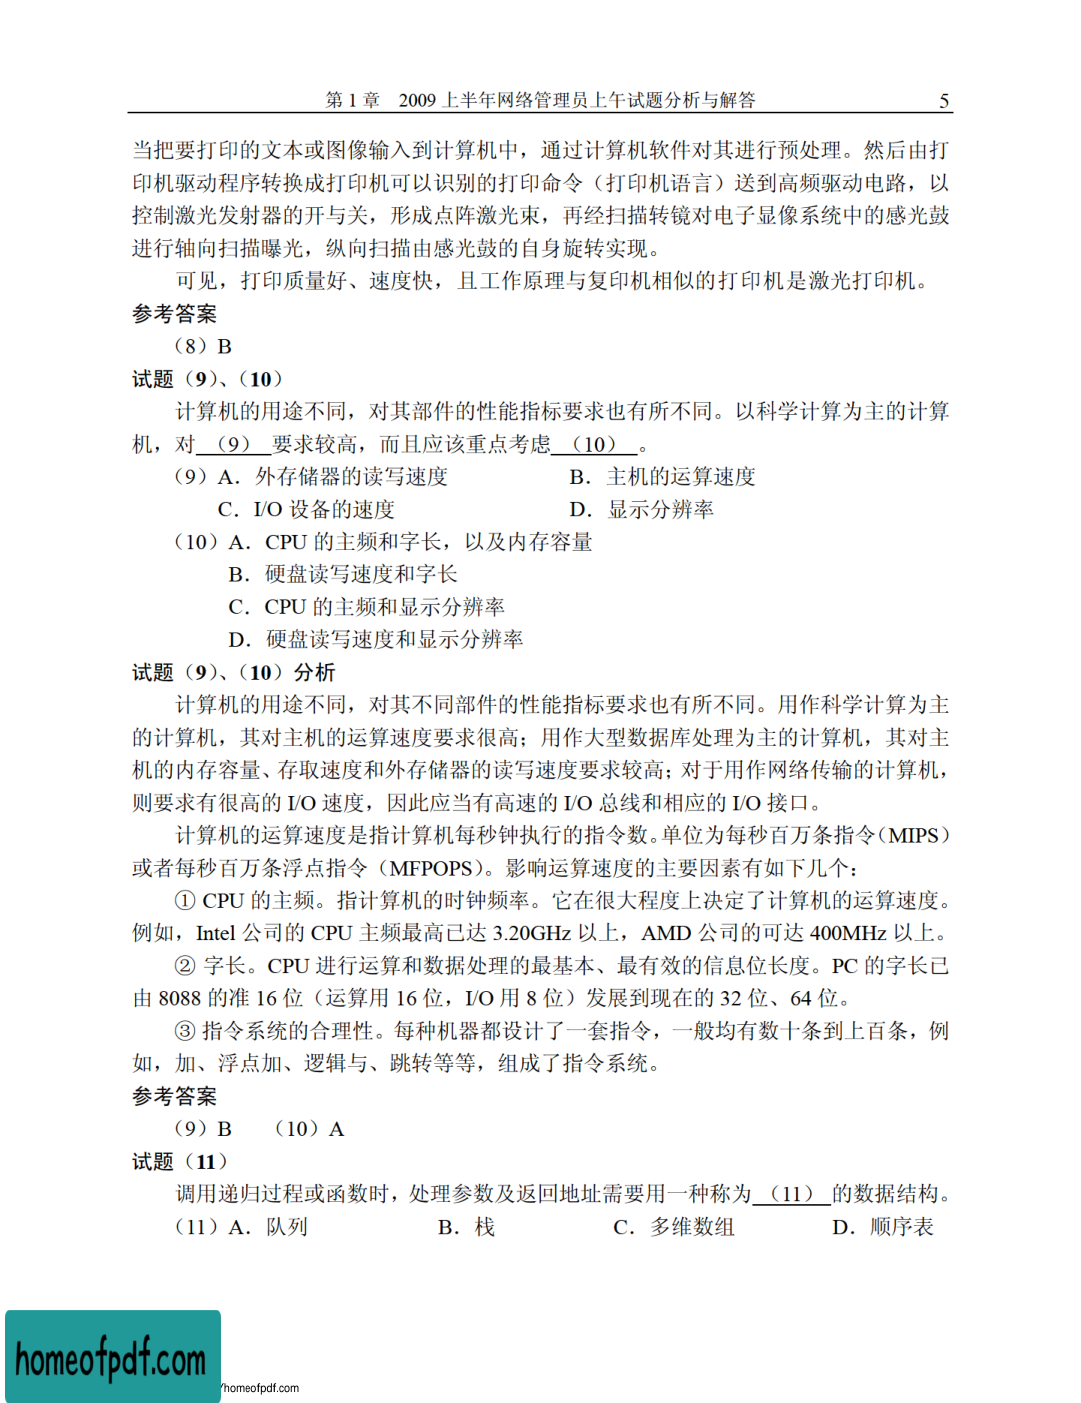 第 1 章　2009 上半年网络管理员上午试题分析与解答 5
当把要打印的文本或图像输入到计算机中，通过计算机软件对其进行预处理。然后由打
印机驱动程序转换成打印机可以识别的打印命令（打印机语言）送到高频驱动电路，以
控制激光发射器的开与关，形成点阵激光束，再经扫描转镜对电子显像系统中的感光鼓
进行轴向扫描曝光，纵向扫描由感光鼓的自身旋转实现。
可见，打印质量好、速度快，且工作原理与复印机相似的打印机是激光打印机。
参考答案
（8）B
试题（9）、（10）
计算机的用途不同，对其部件的性能指标要求也有所不同。以科学计算为主的计算
机，对 （9） 要求较高，而且应该重点考虑 （10） 。
（9）A．外存储器的读写速度 B．主机的运算速度
C．I/O 设备的速度 D．显示分辨率
（10）A．CPU 的主频和字长，以及内存容量
B．硬盘读写速度和字长
C．CPU 的主频和显示分辨率
D．硬盘读写速度和显示分辨率
试题（9）、（10）分析
计算机的用途不同，对其不同部件的性能指标要求也有所不同。用作科学计算为主
的计算机，其对主机的运算速度要求很高；用作大型数据库处理为主的计算机，其对主
机的内存容量、存取速度和外存储器的读写速度要求较高；对于用作网络传输的计算机，
则要求有很高的 I/O 速度，因此应当有高速的 I/O 总线和相应的 I/O 接口。
计算机的运算速度是指计算机每秒钟执行的指令数。单位为每秒百万条指令（MIPS）
或者每秒百万条浮点指令（MFPOPS）。影响运算速度的主要因素有如下几个：
① CPU 的主频。指计算机的时钟频率。它在很大程度上决定了计算机的运算速度。
例如，Intel 公司的 CPU 主频最高已达 3.20GHz 以上，AMD 公司的可达 400MHz 以上。
② 字长。CPU 进行运算和数据处理的最基本、最有效的信息位长度。PC 的字长已
由 8088 的准 16 位（运算用 16 位，I/O 用 8 位）发展到现在的 32 位、64 位。
③ 指令系统的合理性。每种机器都设计了一套指令，一般均有数十条到上百条，例
如，加、浮点加、逻辑与、跳转等等，组成了指令系统。
参考答案
（9）B （10）A
试题（11）
调用递归过程或函数时，处理参数及返回地址需要用一种称为 （11） 的数据结构。
（11）A．队列 B．栈 C．多维数组 D．顺序表
homeofpdf.com
/homeofpdf.com